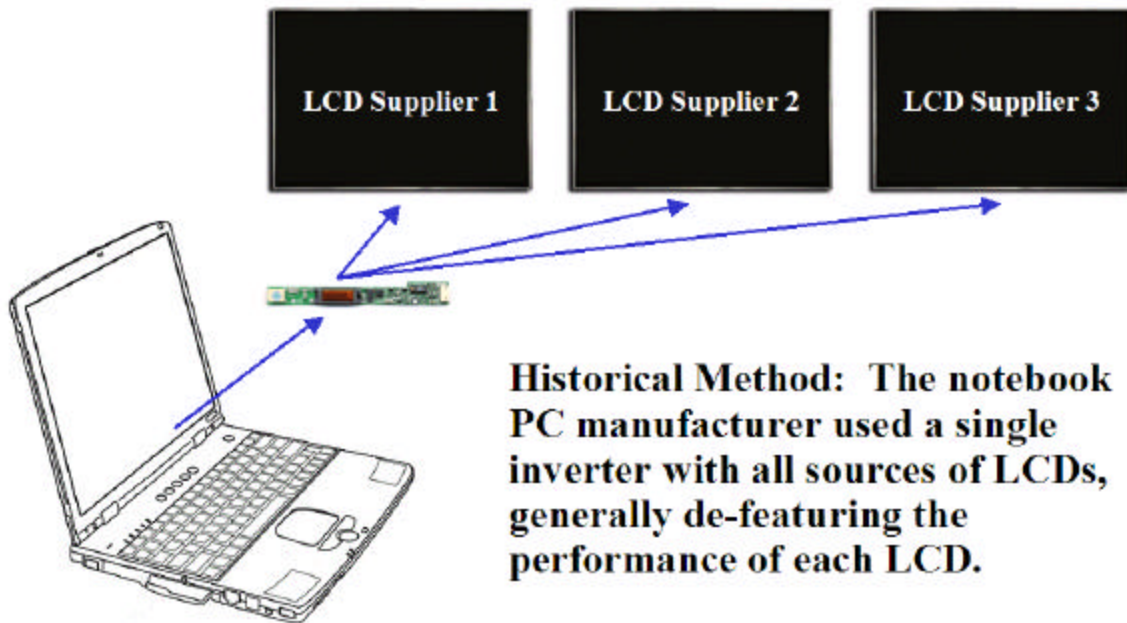 LCD Supplier 1
LCD Supplier 2
LCD Supplier 3
Historical Method:  The notebook
PC manufacturer used a single
inverter with all sources of LCDs,
generally de-featuring the
performance of each LCD.